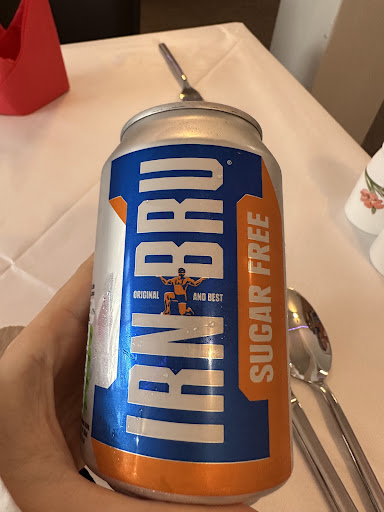 IRN-BRU
ORIGINAL AND BEST
SUGAR FREE